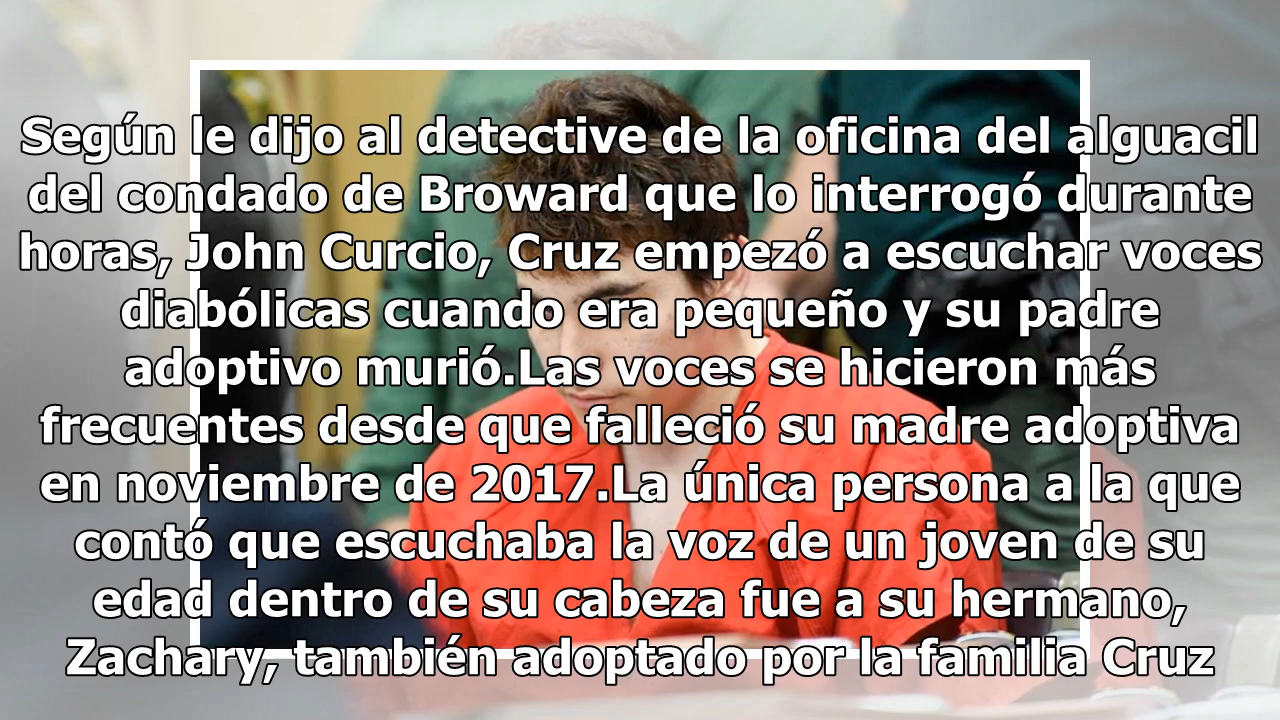 Según le dijo al detective de la oficina del alguacil
del condado de Broward que lo interrogó durante
horas, John Curcio, Cruz empezó a escuchar voces
diabólicas cuando era pequeño y su padre
adoptivo murió.Las voces se hicieron más
frecuentes desde que falleció su madre adoptiva
en noviembre de 2017.La única persona a la que
contó que escuchaba la voz de un joven de su
edad dentro de su cabeza fue a su hermano,
Zachary, también adoptado por la familia Cruz